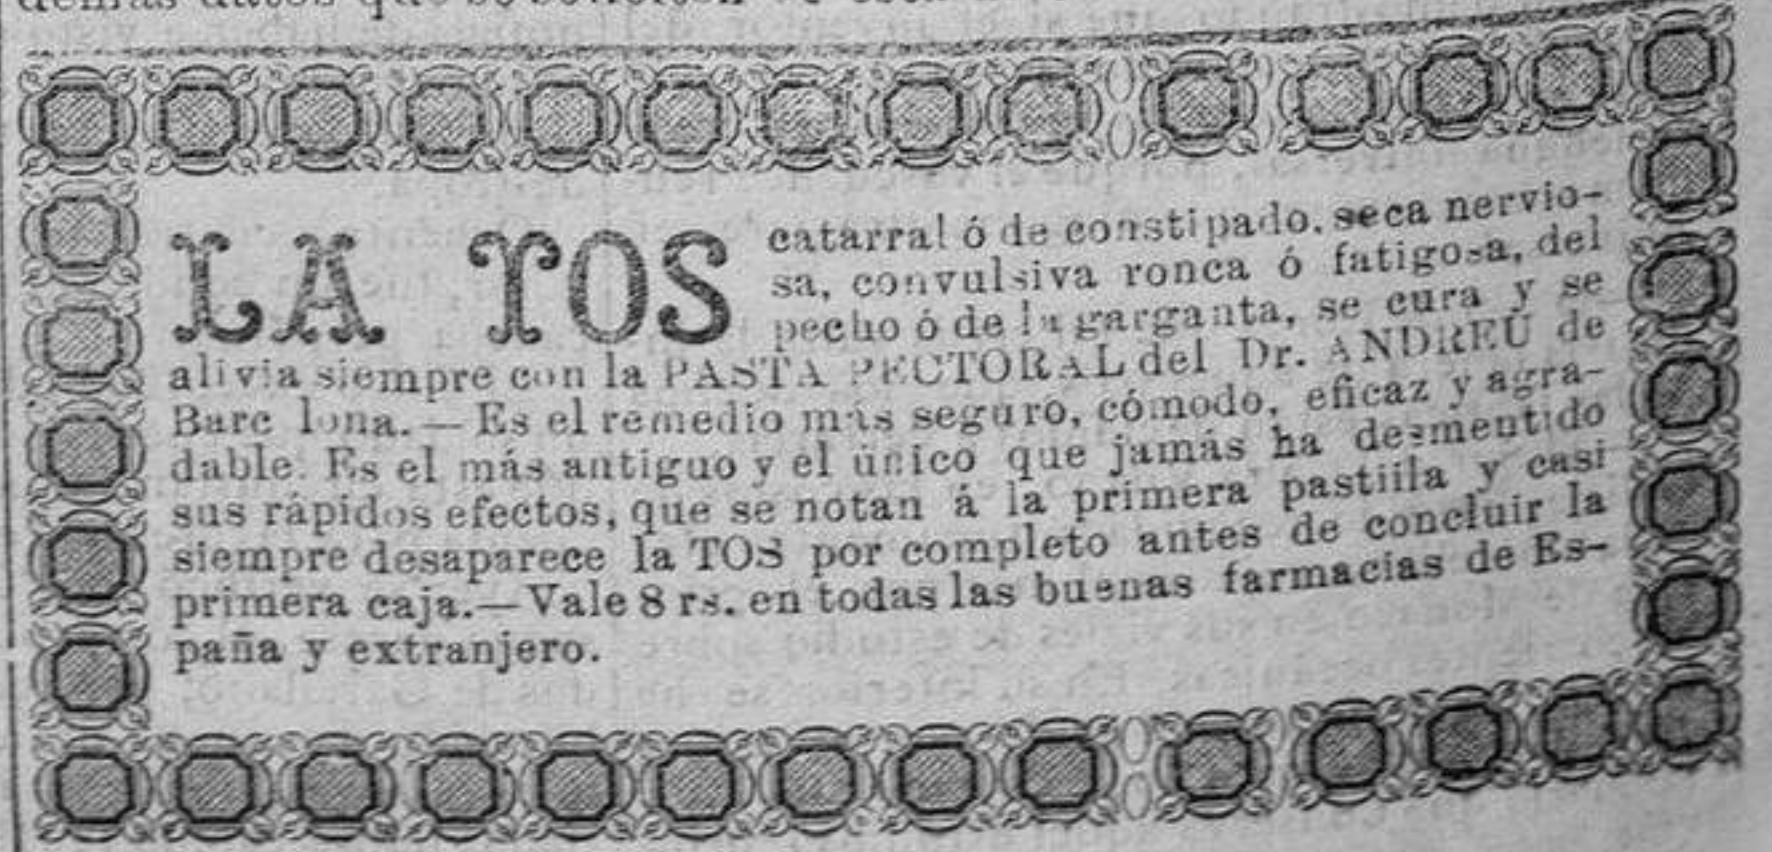 LA TOS catarral ó de constipado, seca nervio-
sa, convulsiva ronca ó fatigosa, del
pecho ó de la garganta, se cura y se
alivia siempre con la PASTA PECTORAL del Dr. ANDREU de
Barc lona.—Es el remedio más seguro, cómodo, eficaz y agra-
dable. Es el más antiguo y el único que jamás ha desmentido
sus rápidos efectos, que se notan á la primera pastiila y casi
siempre desaparece la TOS por completo antes de concluir la
primera caja.—Vale 8 rs. en todas las buenas farmacias de Es-
paña y extranjero.